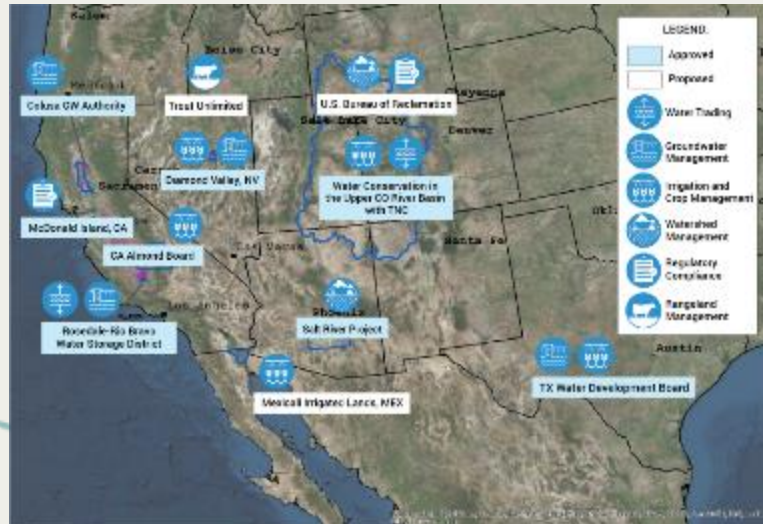 Salem
Boise City
Colusa GW Authority
Trout Unlimited
U.S. Bureau of Reclamation
Cheyenne
Salt Lake City
Denver
Diamond Valley, NV
Water Conservation in
the Upper CO River Basin
with TNC
Sacramento
McDonald Island, CA
CA Almond Board
Las Vegas
Santa Fe
Los Angeles
Rosedale-Rio Bravo
Water Storage District
Phoenix
Salt River Project
Mexicali Irrigated Lands, MEX
Austin
TX Water Development Board
LEGEND:
Approved
Proposed
Water Trading
Groundwater
Management
Irrigation and
Crop Management
Watershed
Management
Regulatory
Compliance
Rangeland
Management